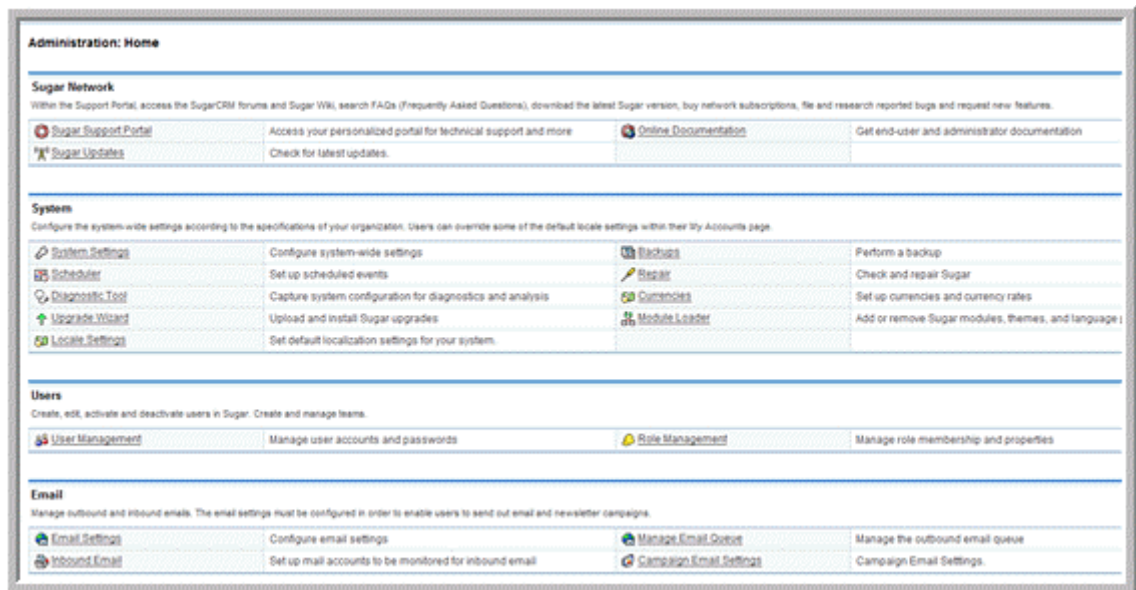 Administration: Home
Sugar Network
Within the Support Portal, access the SugarCRM forums and Sugar Wiki, search FAQs (Frequently Asked Questions), download the latest Sugar version, buy network subscriptions, file and research reported bugs and request new features.
Sugar Support Portal Access your personalized portal for technical support and more Online Documentation Get end-user and administrator documentation
Sugar Updates Check for latest updates.
System
Configure the system-wide settings according to the specifications of your organization. Users can override some of the default locale settings within their My Accounts page.
System Settings Configure system-wide settings Backups Perform a backup
Scheduler Set up scheduled events Repair Check and repair Sugar
Diagnostic Tool Capture system configuration for diagnostics and analysis Currencies Set up currencies and currency rates
Upgrade Wizard Upload and install Sugar upgrades Module Loader Add or remove Sugar modules, themes, and language
Locale Settings Set default localization settings for your system.
Users
Create, edit, activate and deactivate users in Sugar. Create and manage teams.
User Management Manage user accounts and passwords Role Management Manage role membership and properties
Email
Manage outbound and inbound emails. The email settings must be configured in order to enable users to send out email and newsletter campaigns.
Email Settings Configure email settings Manage Email Queue Manage the outbound email queue
Inbound Email Set up mail accounts to be monitored for inbound email Campaign Email Settings Campaign Email Settings.